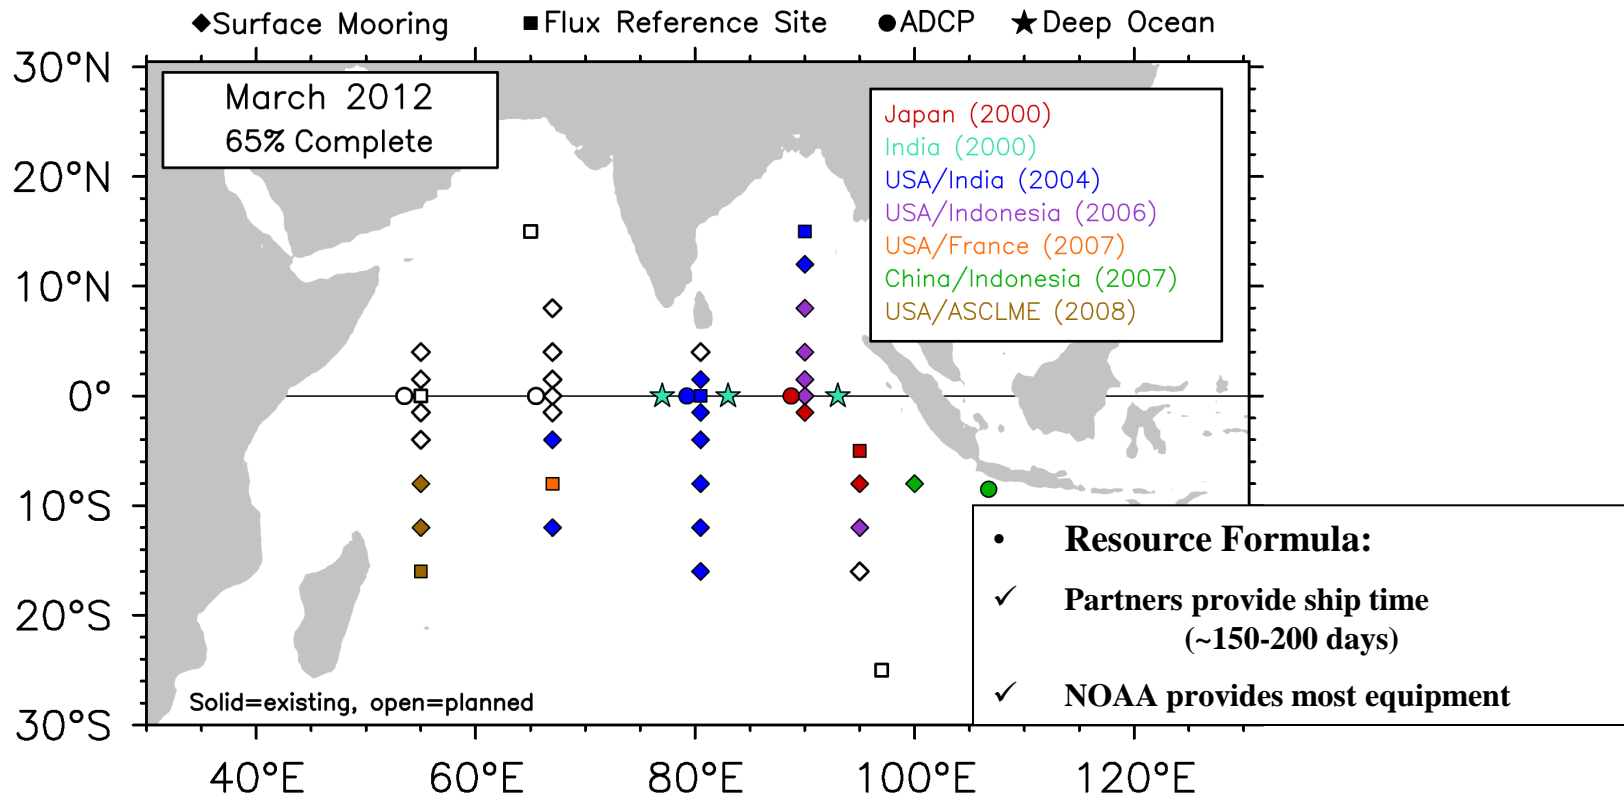 ◆Surface Mooring ■Flux Reference Site ●ADCP ★Deep Ocean
30°N
20°N
10°N
0°
10°S
20°S
30°S
March 2012
65% Complete
Japan (2000)
India (2000)
USA/India (2004)
USA/Indonesia (2006)
USA/France (2007)
China/Indonesia (2007)
USA/ASCLME (2008)
• Resource Formula:
✓ Partners provide ship time
(~150-200 days)
✓ NOAA provides most equipment
Solid=existing, open=planned
40°E 60°E 80°E 100°E 120°E